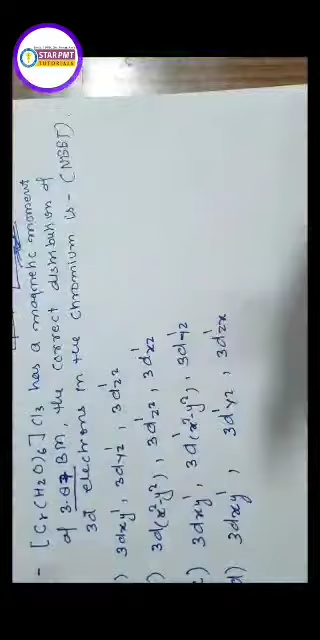 STAR PMT
TUTORIALS
- [Cr(H2O)6]Cl3 has a magnetic moment
of 3.87 BM, the correct distribution of
3d electrons in the chromium is - (NEET)
) 3dxy¹, 3dyz¹, 3dz2¹
) 3d(x²-y²)¹, 3dz2¹, 3dxz¹
c) 3dxy¹, 3d(x²-y²)¹, 3dyz¹
d) 3dxy¹, 3dyz¹, 3dzx¹